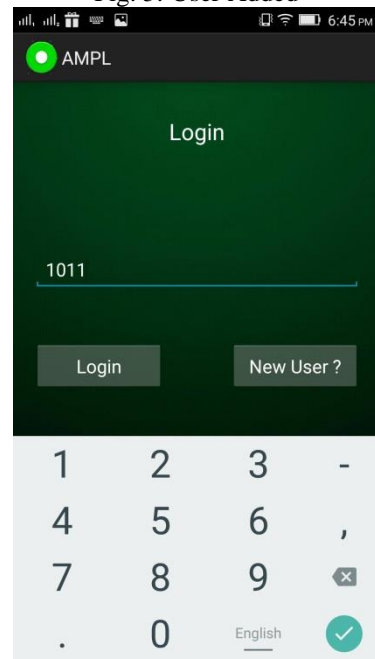 Fig. 5. User Added
6:45 PM
AMPL
Login
1011
Login New User ?
1 2 3 -
4 5 6 ,
7 8 9
. 0 English